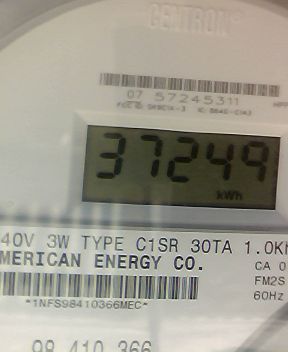 CENTRON®
07 57245311
37249
kWh
40V 3W TYPE C1SR 30TA 1.0K
MERICAN ENERGY CO.
CA 0
FM2S
60Hz
*1NFS98410366MEC*
98 410 366